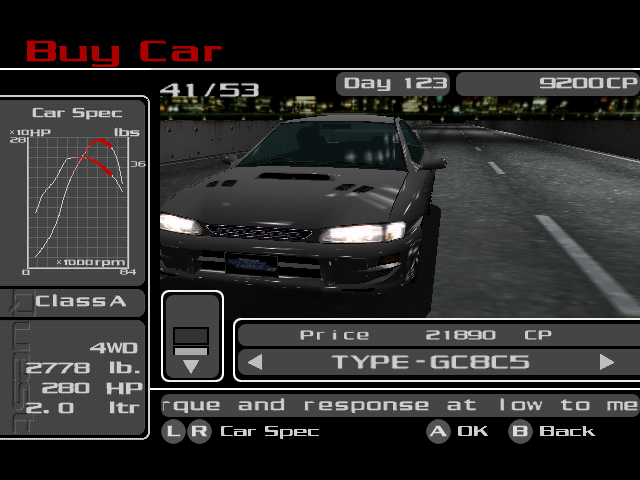 Buy Car
41/53
Day 123
9200CP
Car Spec
×10HP
lbs
28
36
×1000rpm
0
84
ClassA
4WD
2778 lb.
280 HP
2.0 ltr
Price 21890 CP
TYPE-GC8C5
rque and response at low to me
L R Car Spec
A OK
B Back